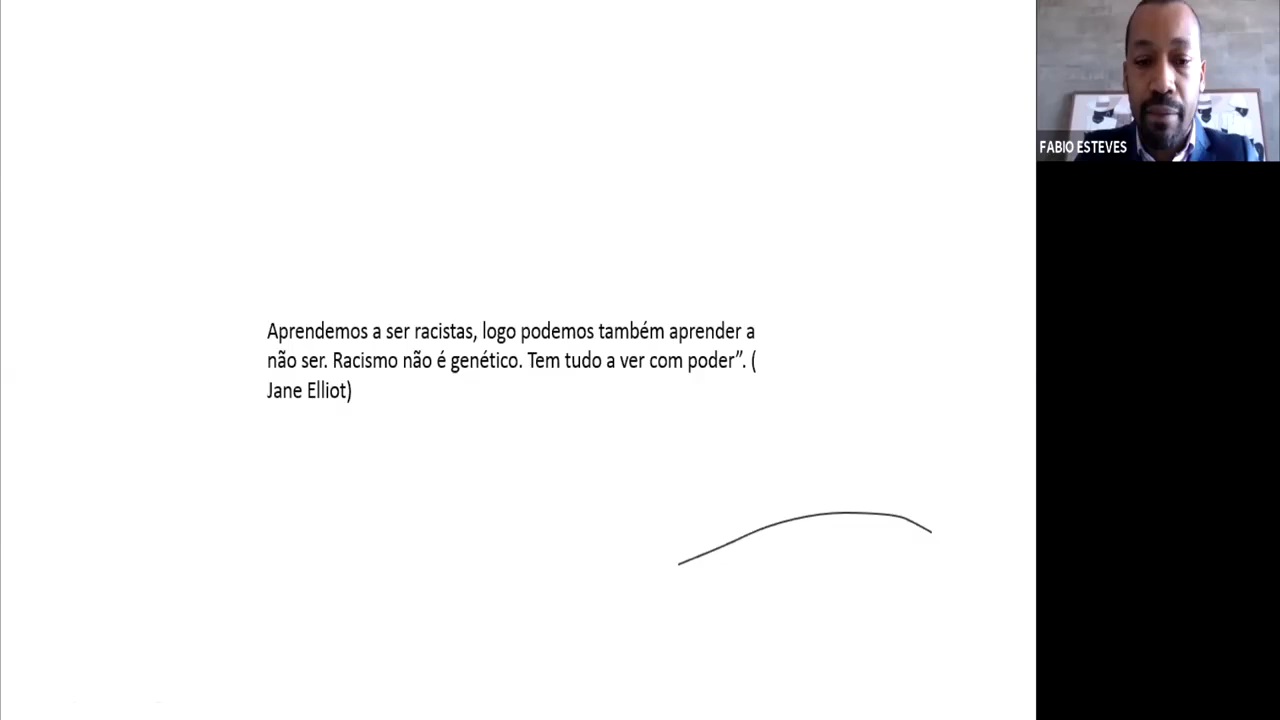 Aprendemos a ser racistas, logo podemos também aprender a
não ser. Racismo não é genético. Tem tudo a ver com poder”. (
Jane Elliot)
FABIO ESTEVES